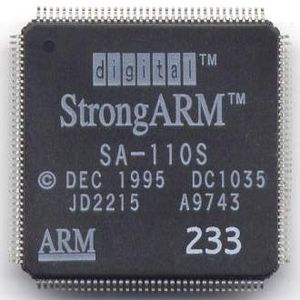 digital™
StrongARM™
SA-110S
© DEC 1995 DC1035
JD2215 A9743
ARM 233